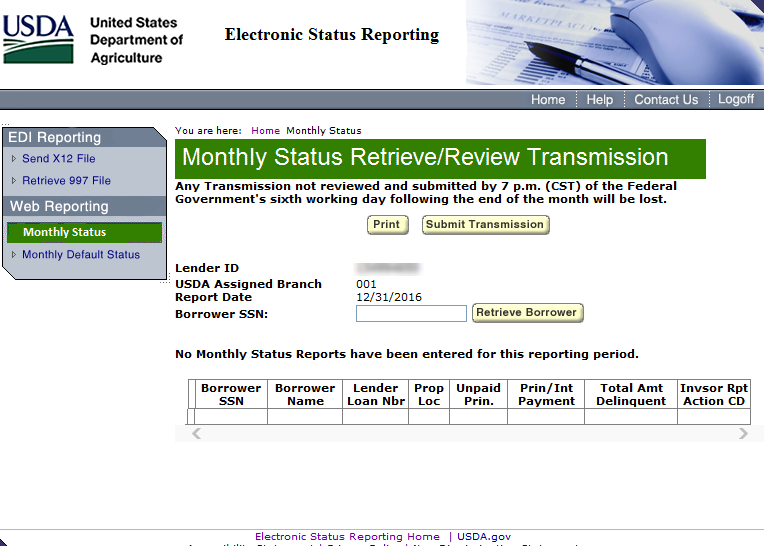 USDA
United States
Department of
Agriculture
Electronic Status Reporting
MARKETPLACE
Home Help Contact Us Logoff
EDI Reporting
Send X12 File
Retrieve 997 File
Web Reporting
Monthly Status
Monthly Default Status
You are here: Home Monthly Status
Monthly Status Retrieve/Review Transmission
Any Transmission not reviewed and submitted by 7 p.m. (CST) of the Federal
Government's sixth working day following the end of the month will be lost.
Print Submit Transmission
Lender ID
USDA Assigned Branch 001
Report Date 12/31/2016
Borrower SSN: Retrieve Borrower
No Monthly Status Reports have been entered for this reporting period.
Borrower Borrower Lender Prop Unpaid Prin/Int Total Amt Invsor Rpt
SSN Name Loan Nbr Loc Prin. Payment Delinquent Action CD
Electronic Status Reporting Home | USDA.gov